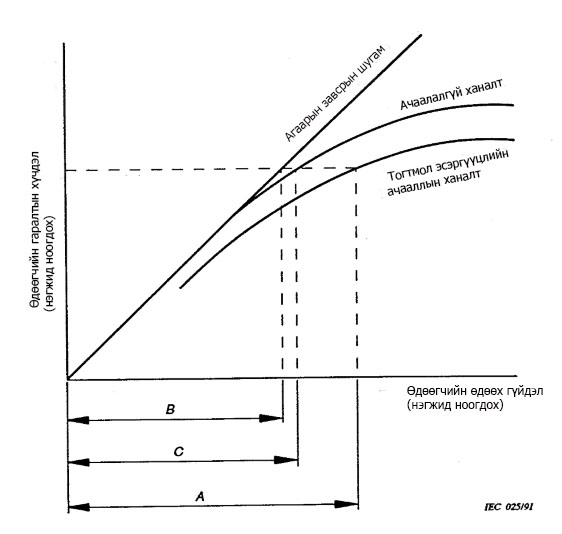 Агаарын завсрын шугам
Ачаалалгүй ханалт
Тогтмол эсэргүүцлийн
ачааллын ханалт
Өдөөгчийн гаралтын хүчдэл
(нэгжид ноогдох)
Өдөөгчийн өдөөх гүйдэл
(нэгжид ноогдох)
B
C
A
IEC 025/91